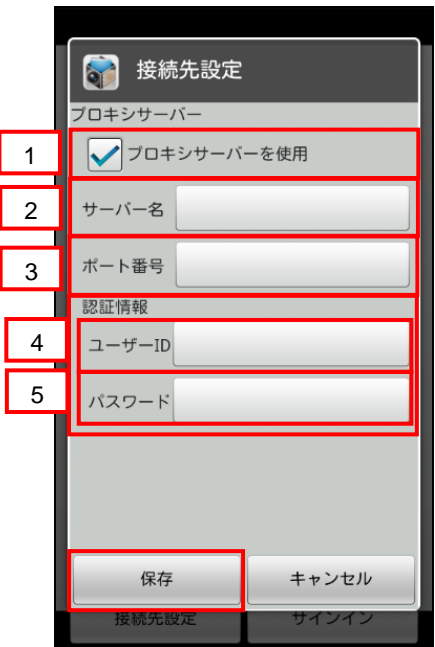 接続先設定
プロキシサーバー
1
プロキシサーバーを使用
2
サーバー名
3
ポート番号
認証情報
4
ユーザーID
5
パスワード
保存 キャンセル
接続先設定 サインイン